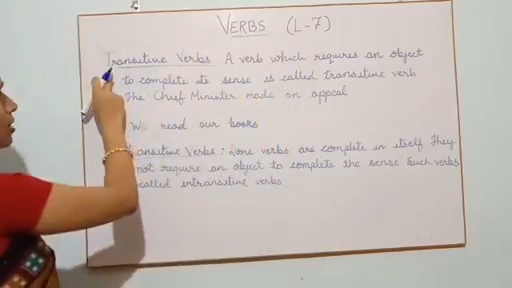 VERBS (L-7)
Transitive Verbs A verb which requires an object
to complete its sense is called transitive verb
The Chief Minister made an appeal
We read our books
ansitive Verbs: Some verbs are complete in itself They
not require an object to complete the sense Such verbs
called intransitive verbs